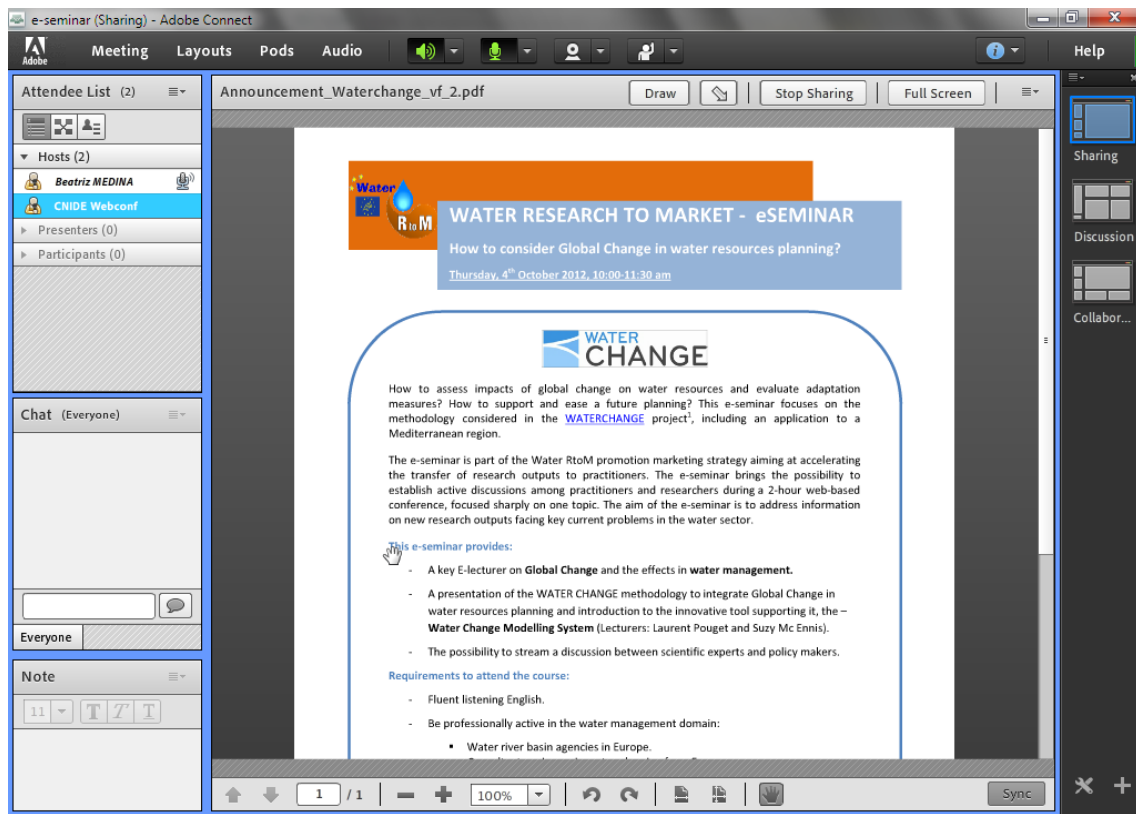 e-seminar (Sharing) - Adobe Connect
Adobe
Meeting Layouts Pods Audio
Help
Attendee List (2)
Hosts (2)
Beatriz MEDINA
CNIDE Webconf
Presenters (0)
Participants (0)
Chat (Everyone)
Everyone
Note
11 T T T
Announcement_Waterchange_vf_2.pdf
Draw
Stop Sharing
Full Screen
Water
R to M
WATER RESEARCH TO MARKET - eSEMINAR
How to consider Global Change in water resources planning?
Thursday, 4th October 2012, 10:00-11:30 am
WATER
CHANGE
How to assess impacts of global change on water resources and evaluate adaptation
measures? How to support and ease a future planning? This e-seminar focuses on the
methodology considered in the WATERCHANGE project1, including an application to a
Mediterranean region.
The e-seminar is part of the Water RtoM promotion marketing strategy aiming at accelerating
the transfer of research outputs to practitioners. The e-seminar brings the possibility to
establish active discussions among practitioners and researchers during a 2-hour web-based
conference, focused sharply on one topic. The aim of the e-seminar is to address information
on new research outputs facing key current problems in the water sector.
This e-seminar provides:
- A key E-lecturer on Global Change and the effects in water management.
- A presentation of the WATER CHANGE methodology to integrate Global Change in
water resources planning and introduction to the innovative tool supporting it, the –
Water Change Modelling System (Lecturers: Laurent Pouget and Suzy Mc Ennis).
- The possibility to stream a discussion between scientific experts and policy makers.
Requirements to attend the course:
- Fluent listening English.
- Be professionally active in the water management domain:
▪ Water river basin agencies in Europe.
1 / 1
100%
Sync
Sharing
Discussion
Collabor...